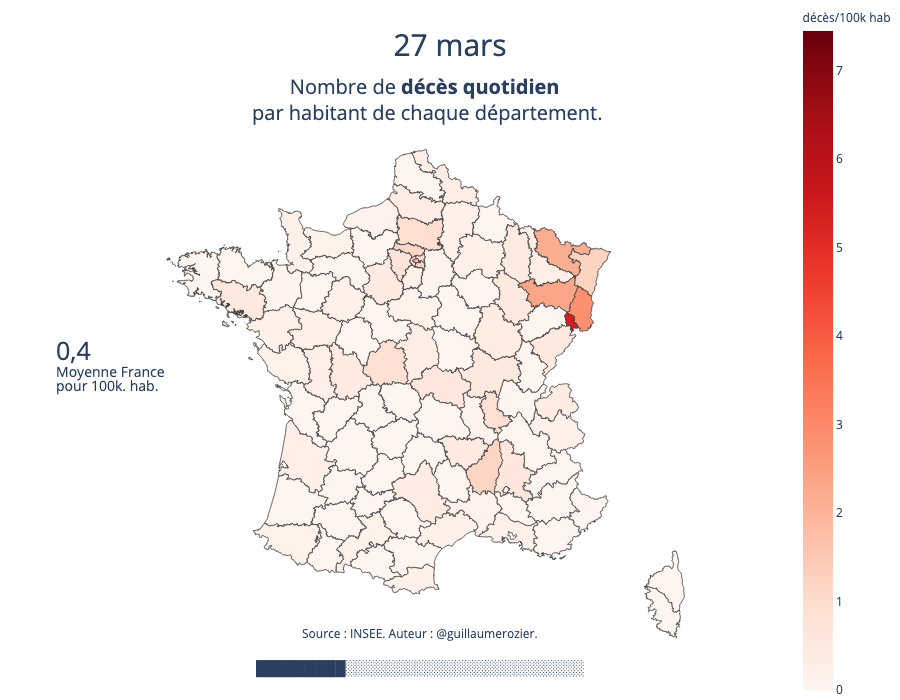 décès/100k hab
27 mars
Nombre de décès quotidien
par habitant de chaque département.
7
6
5
4
3
2
1
0
0,4
Moyenne France
pour 100k. hab.
Source : INSEE. Auteur : @guillaumerozier.